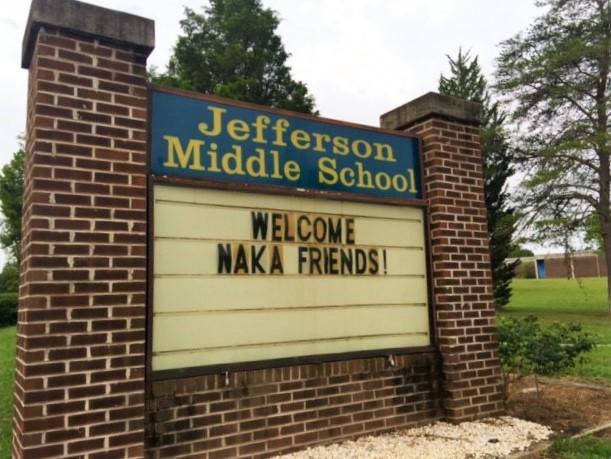 Jefferson
Middle School
WELCOME
NAKA FRIENDS!